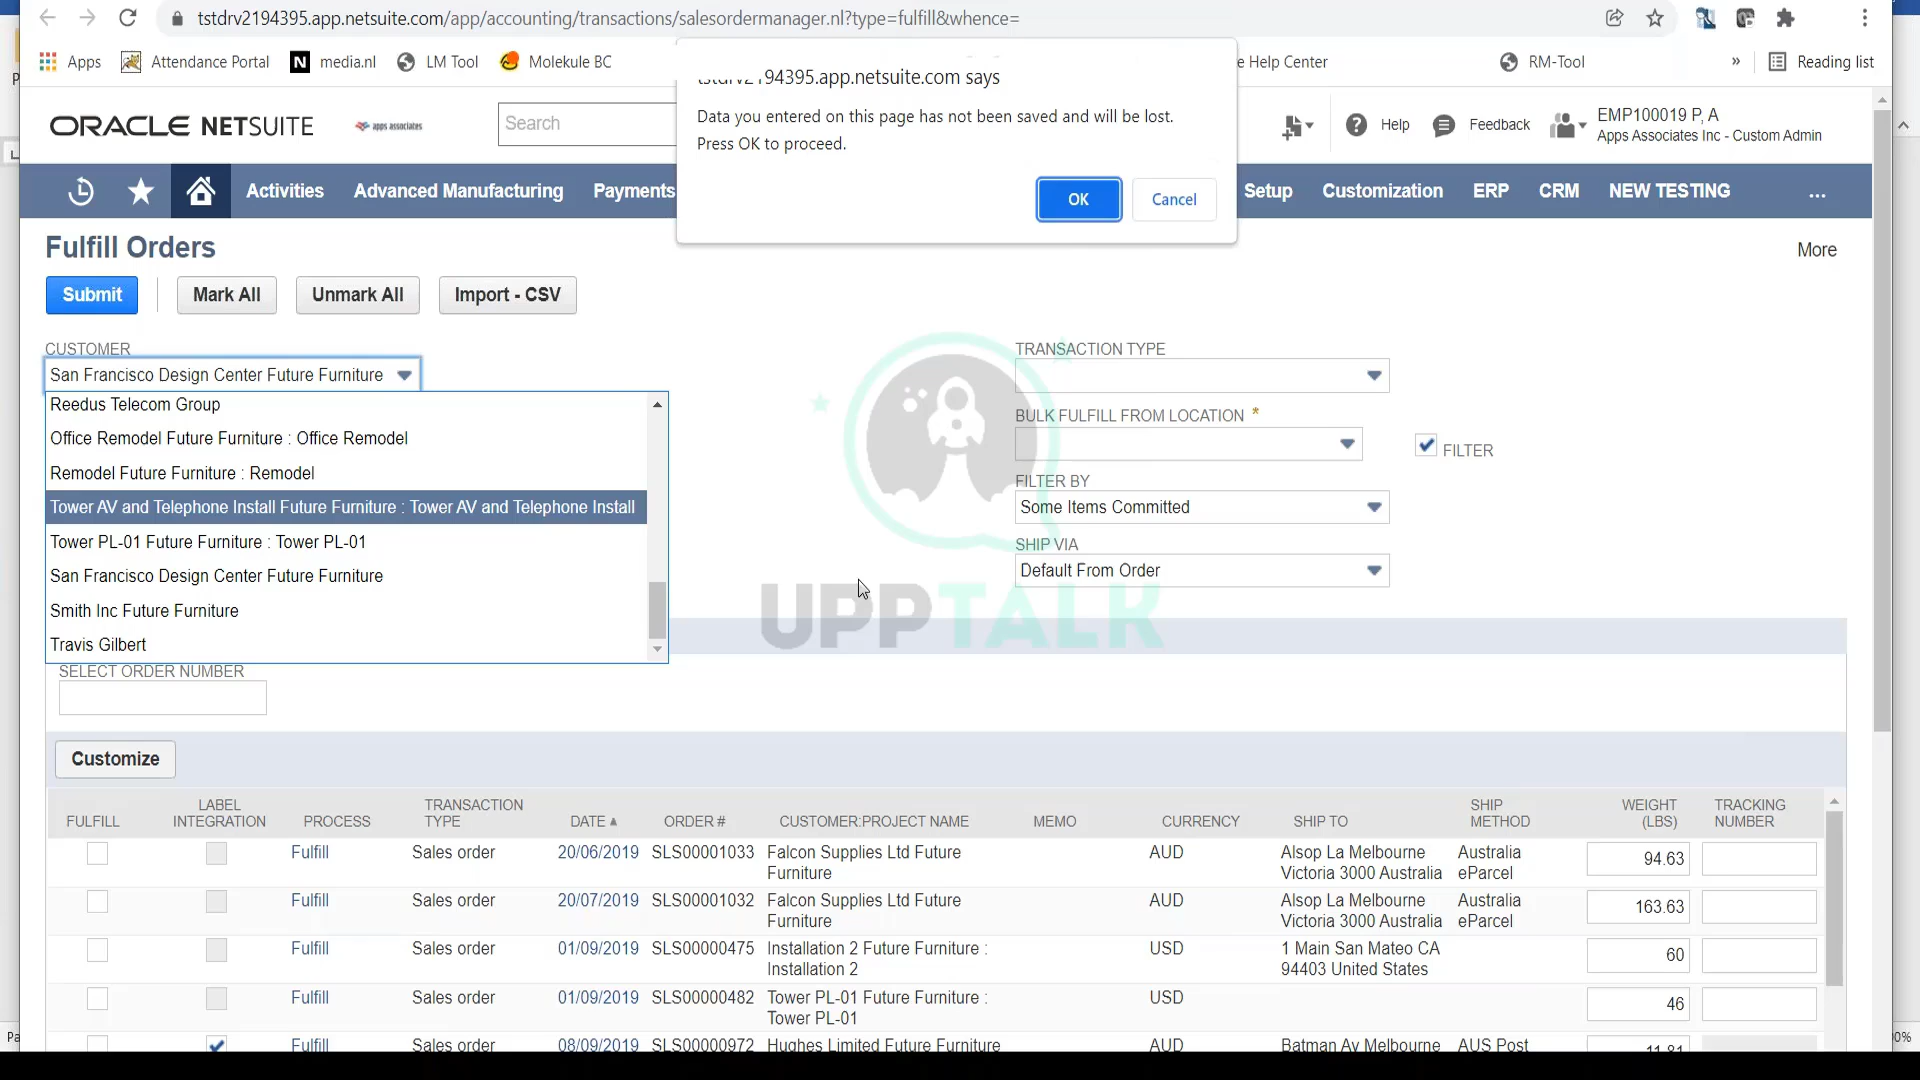 tstdrv2194395.app.netsuite.com/app/accounting/transactions/salesordermanager.nl?type=fulfill&whence=
Apps Attendance Portal N media.nl LM Tool Molekule BC e Help Center RM-Tool » Reading list
tstdrv2194395.app.netsuite.com says
Data you entered on this page has not been saved and will be lost.
Press OK to proceed.
OK Cancel
ORACLE NETSUITE apps associates Search Help Feedback EMP100019 P, A
Apps Associates Inc - Custom Admin
Activities Advanced Manufacturing Payments Setup Customization ERP CRM NEW TESTING ...
Fulfill Orders More
Submit Mark All Unmark All Import - CSV
CUSTOMER
San Francisco Design Center Future Furniture
Reedus Telecom Group
Office Remodel Future Furniture : Office Remodel
Remodel Future Furniture : Remodel
Tower AV and Telephone Install Future Furniture : Tower AV and Telephone Install
Tower PL-01 Future Furniture : Tower PL-01
San Francisco Design Center Future Furniture
Smith Inc Future Furniture
Travis Gilbert
TRANSACTION TYPE
BULK FULFILL FROM LOCATION *
FILTER
FILTER BY
Some Items Committed
SHIP VIA
Default From Order
UPPTALK
SELECT ORDER NUMBER
Customize
FULFILL LABEL INTEGRATION PROCESS TRANSACTION TYPE DATE ▲ ORDER # CUSTOMER:PROJECT NAME MEMO CURRENCY SHIP TO SHIP METHOD WEIGHT (LBS) TRACKING NUMBER
Fulfill Sales order 20/06/2019 SLS00001033 Falcon Supplies Ltd Future AUD Alsop La Melbourne Australia 94.63
Furniture Victoria 3000 Australia eParcel
Fulfill Sales order 20/07/2019 SLS00001032 Falcon Supplies Ltd Future AUD Alsop La Melbourne Australia 163.63
Furniture Victoria 3000 Australia eParcel
Fulfill Sales order 01/09/2019 SLS00000475 Installation 2 Future Furniture : USD 1 Main San Mateo CA 60
Installation 2 94403 United States
Fulfill Sales order 01/09/2019 SLS00000482 Tower PL-01 Future Furniture : USD 46
Tower PL-01
Fulfill Sales order 08/09/2019 SLS00000972 Hughes Limited Future Furniture AUD Batman Av Melbourne AUS Post 11.81